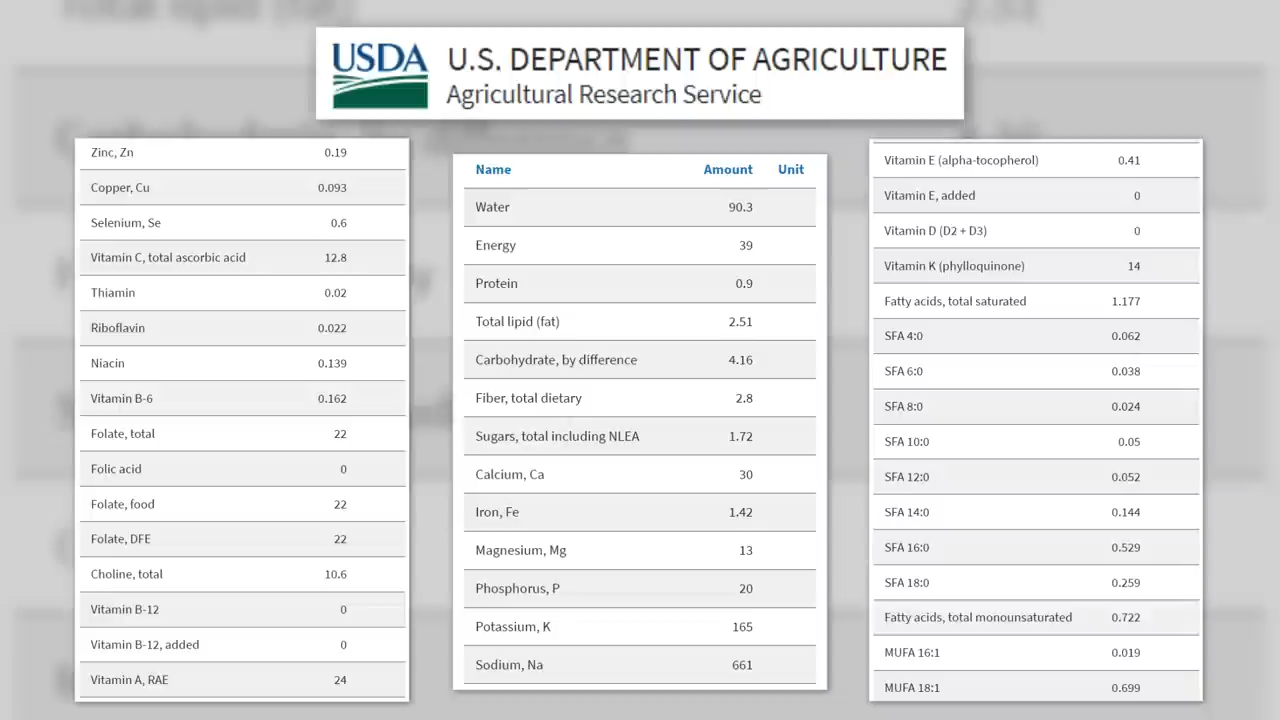 USDA
U.S. DEPARTMENT OF AGRICULTURE
Agricultural Research Service
Zinc, Zn 0.19
Copper, Cu 0.093
Selenium, Se 0.6
Vitamin C, total ascorbic acid 12.8
Thiamin 0.02
Riboflavin 0.022
Niacin 0.139
Vitamin B-6 0.162
Folate, total 22
Folic acid 0
Folate, food 22
Folate, DFE 22
Choline, total 10.6
Vitamin B-12 0
Vitamin B-12, added 0
Vitamin A, RAE 24
Name Amount Unit
Water 90.3
Energy 39
Protein 0.9
Total lipid (fat) 2.51
Carbohydrate, by difference 4.16
Fiber, total dietary 2.8
Sugars, total including NLEA 1.72
Calcium, Ca 30
Iron, Fe 1.42
Magnesium, Mg 13
Phosphorus, P 20
Potassium, K 165
Sodium, Na 661
Vitamin E (alpha-tocopherol) 0.41
Vitamin E, added 0
Vitamin D (D2 + D3) 0
Vitamin K (phylloquinone) 14
Fatty acids, total saturated 1.177
SFA 4:0 0.062
SFA 6:0 0.038
SFA 8:0 0.024
SFA 10:0 0.05
SFA 12:0 0.052
SFA 14:0 0.144
SFA 16:0 0.529
SFA 18:0 0.259
Fatty acids, total monounsaturated 0.722
MUFA 16:1 0.019
MUFA 18:1 0.699